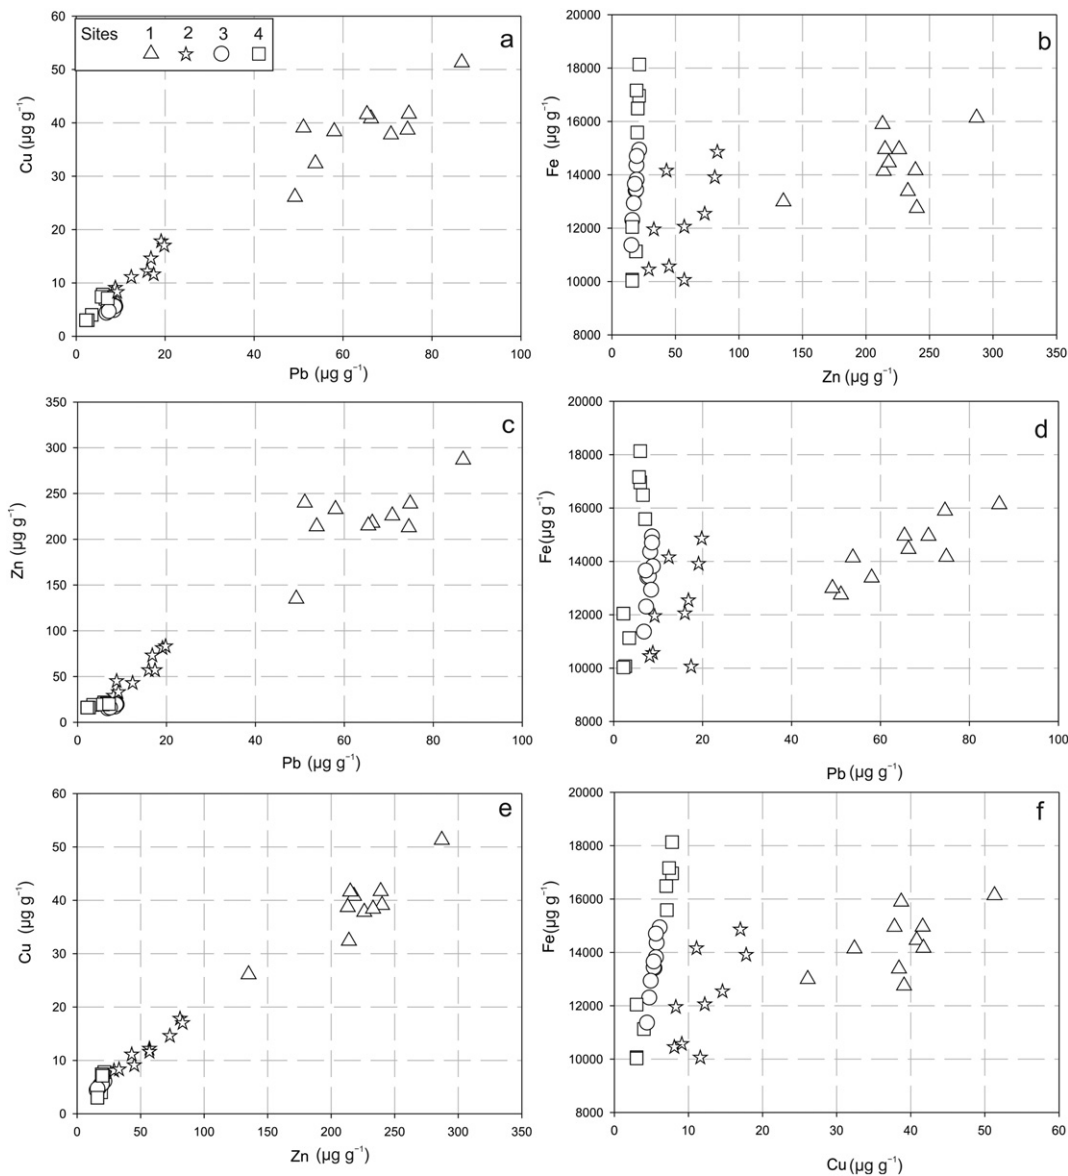 60
50
40
30
20
10
0
Cu (µg g⁻¹)
Sites 1 2 3 4
a
0 20 40 60 80 100
Pb (µg g⁻¹)
20000
18000
16000
14000
12000
10000
8000
Fe (µg g⁻¹)
b
0 50 100 150 200 250 300 350
Zn (µg g⁻¹)
350
300
250
200
150
100
50
0
Zn (µg g⁻¹)
c
0 20 40 60 80 100
Pb (µg g⁻¹)
20000
18000
16000
14000
12000
10000
8000
Fe(µg g⁻¹)
d
0 20 40 60 80 100
Pb (µg g⁻¹)
60
50
40
30
20
10
0
Cu (µg g⁻¹)
e
0 50 100 150 200 250 300 350
Zn (µg g⁻¹)
20000
18000
16000
14000
12000
10000
8000
Fe(µg g⁻¹)
f
0 10 20 30 40 50 60
Cu (µg g⁻¹)